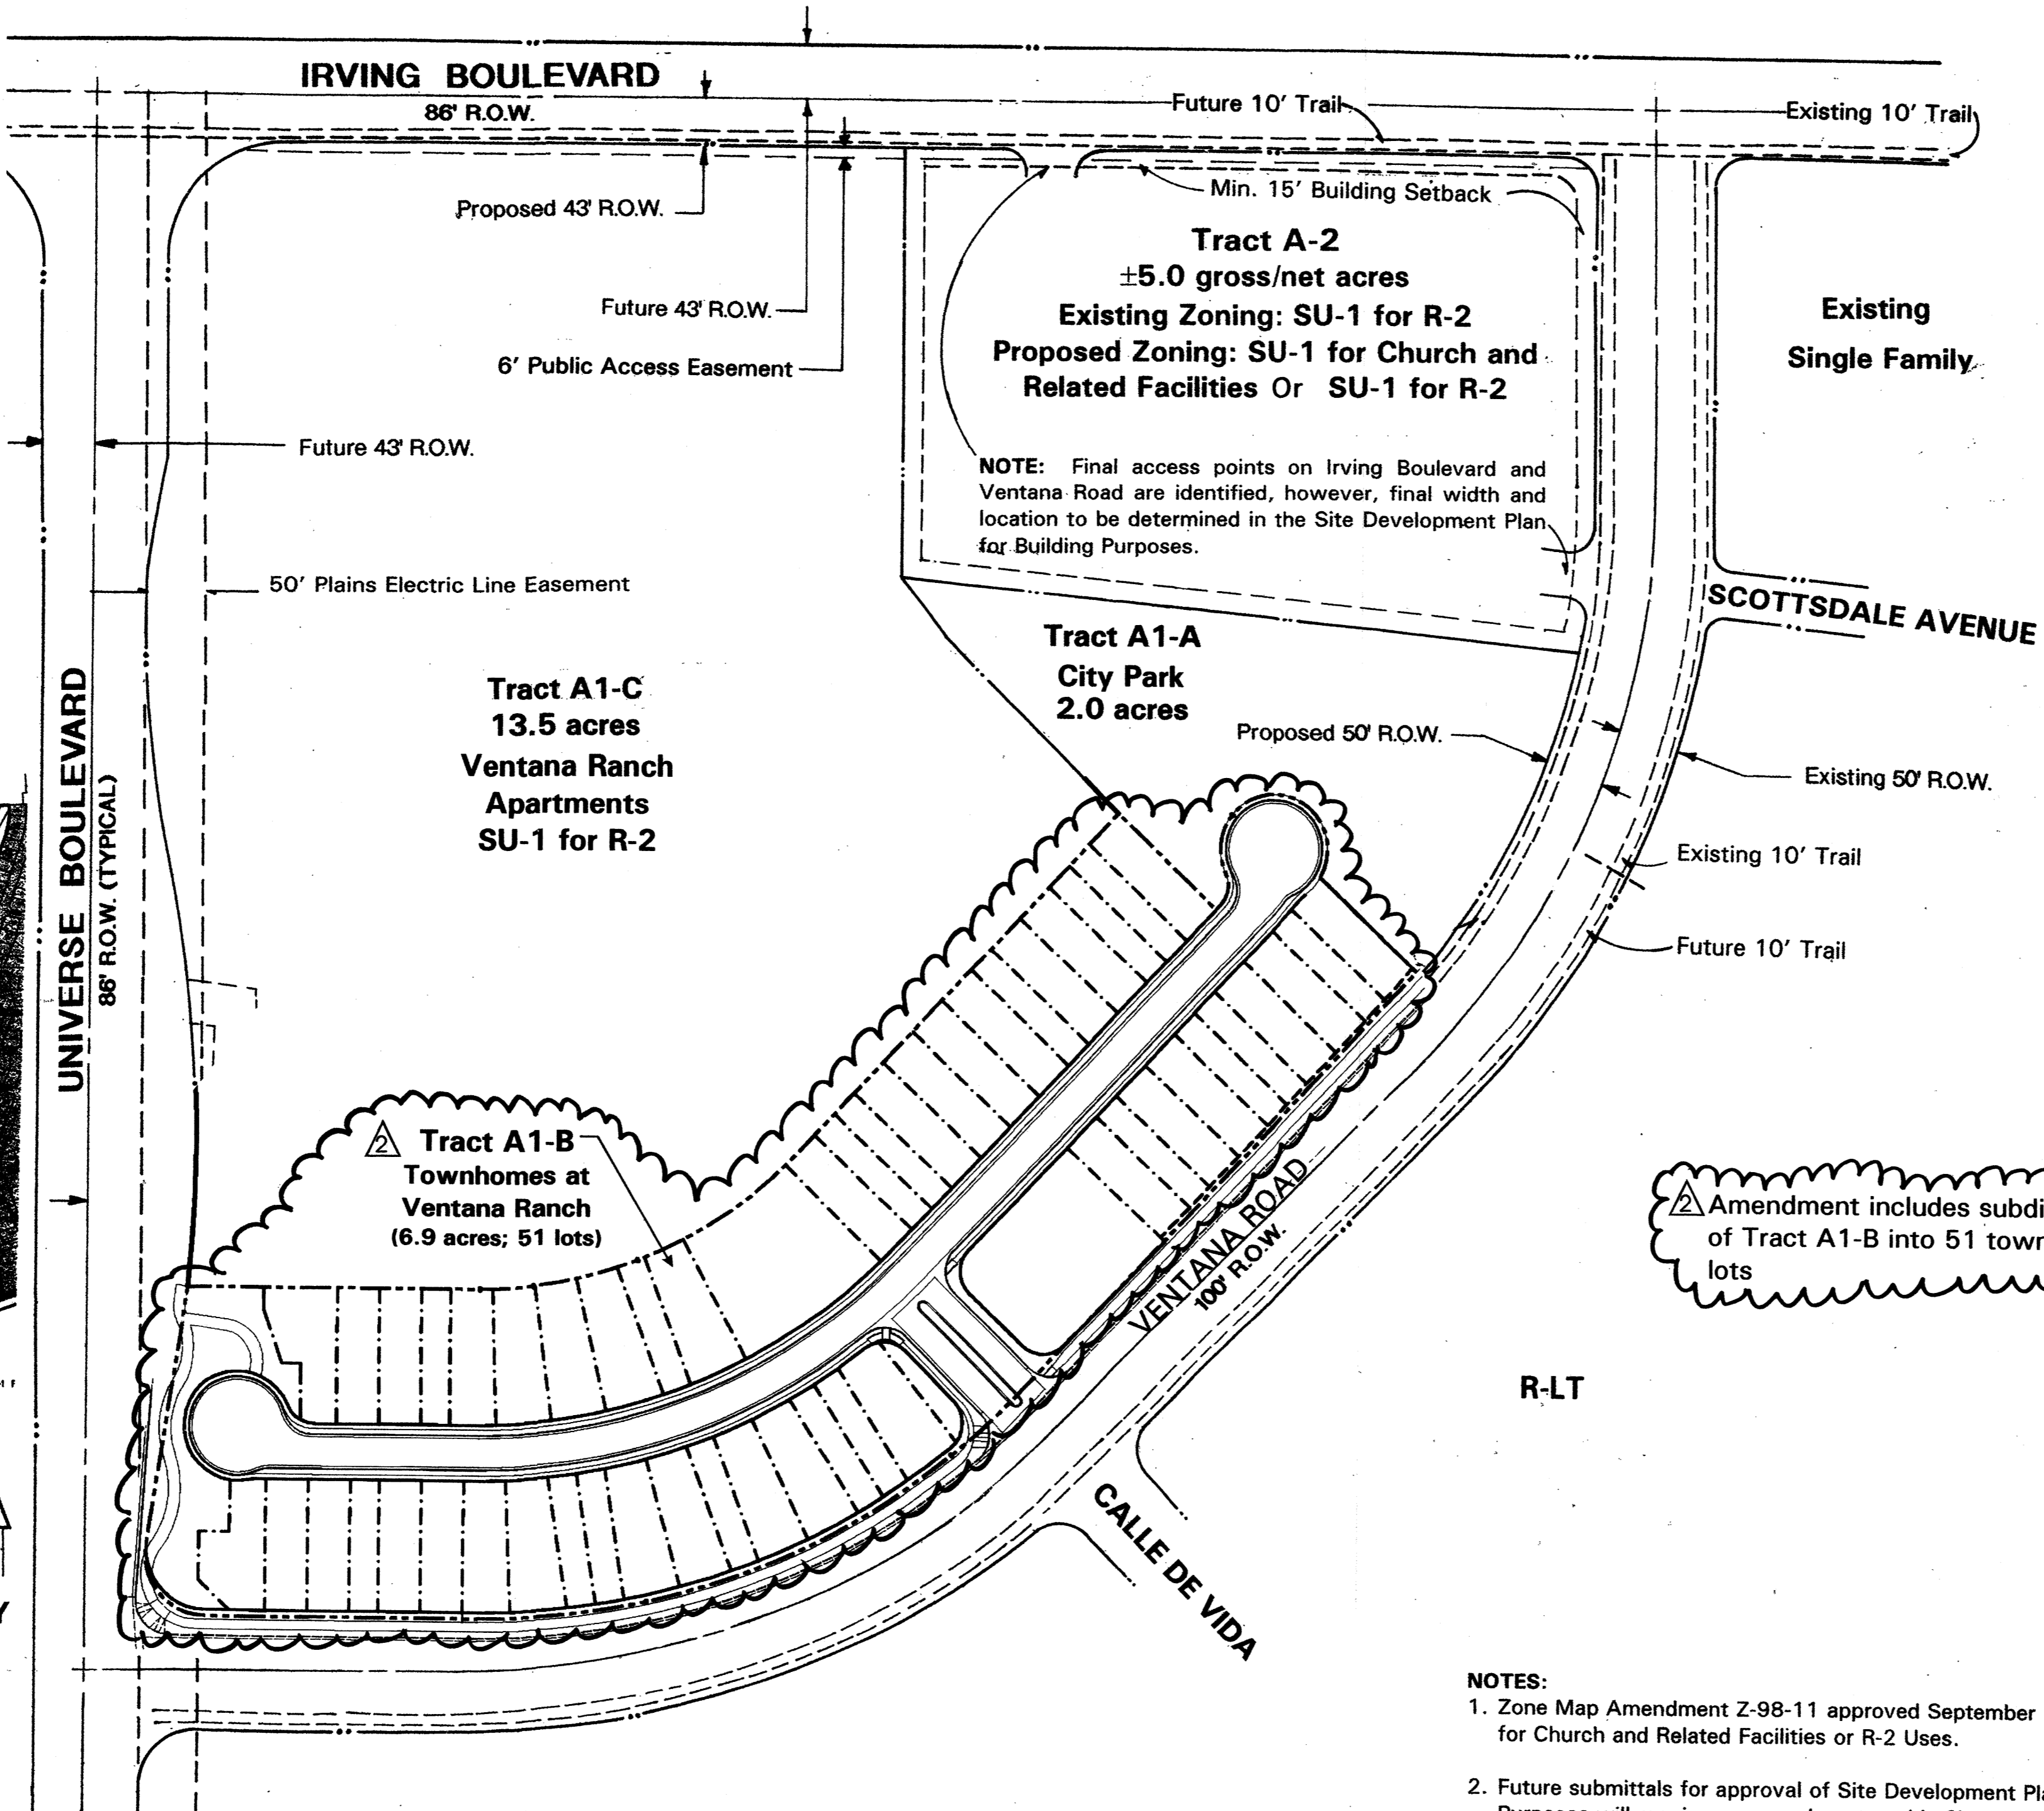 IRVING BOULEVARD
86' R.O.W.
Future 10' Trail
Existing 10' Trail
Proposed 43' R.O.W.
Min. 15' Building Setback
Tract A-2
±5.0 gross/net acres
Existing Zoning: SU-1 for R-2
Proposed Zoning: SU-1 for Church and
Related Facilities Or SU-1 for R-2
Existing
Single Family
Future 43' R.O.W.
6' Public Access Easement
Future 43' R.O.W.
NOTE: Final access points on Irving Boulevard and
Ventana Road are identified, however, final width and
location to be determined in the Site Development Plan
for Building Purposes.
50' Plains Electric Line Easement
SCOTTSDALE AVENUE
Tract A1-A
City Park
2.0 acres
Tract A1-C
13.5 acres
Ventana Ranch
Apartments
SU-1 for R-2
UNIVERSE BOULEVARD
86' R.O.W. (TYPICAL)
Proposed 50' R.O.W.
Existing 50' R.O.W.
Existing 10' Trail
Future 10' Trail
2 Tract A1-B
Townhomes at
Ventana Ranch
(6.9 acres; 51 lots)
VENTANA ROAD
100' R.O.W.
2 Amendment includes subdi
of Tract A1-B into 51 town
lots
R-LT
CALLE DE VIDA
NOTES:
1. Zone Map Amendment Z-98-11 approved September
for Church and Related Facilities or R-2 Uses.
2. Future submittals for approval of Site Development Pl